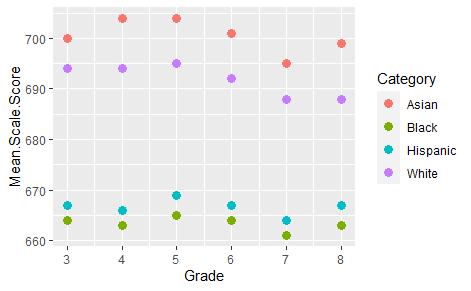 Mean.Scale.Score
700
690
680
670
660
3 4 5 6 7 8
Grade
Category
Asian
Black
Hispanic
White